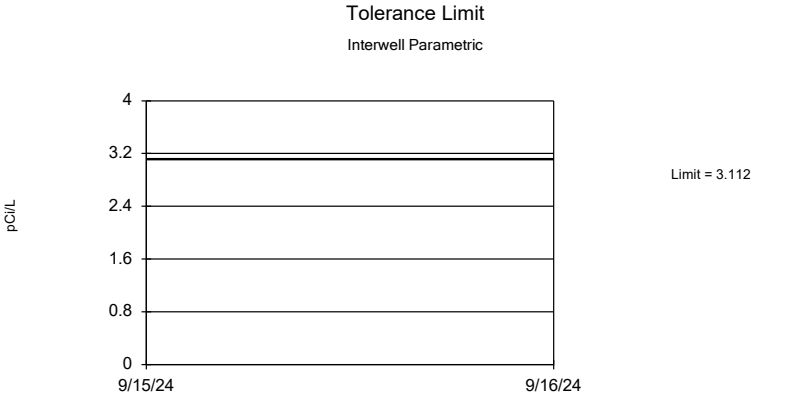 Tolerance Limit
Interwell Parametric
4
3.2
2.4
1.6
0.8
0
pCi/L
9/15/24 9/16/24
Limit = 3.112